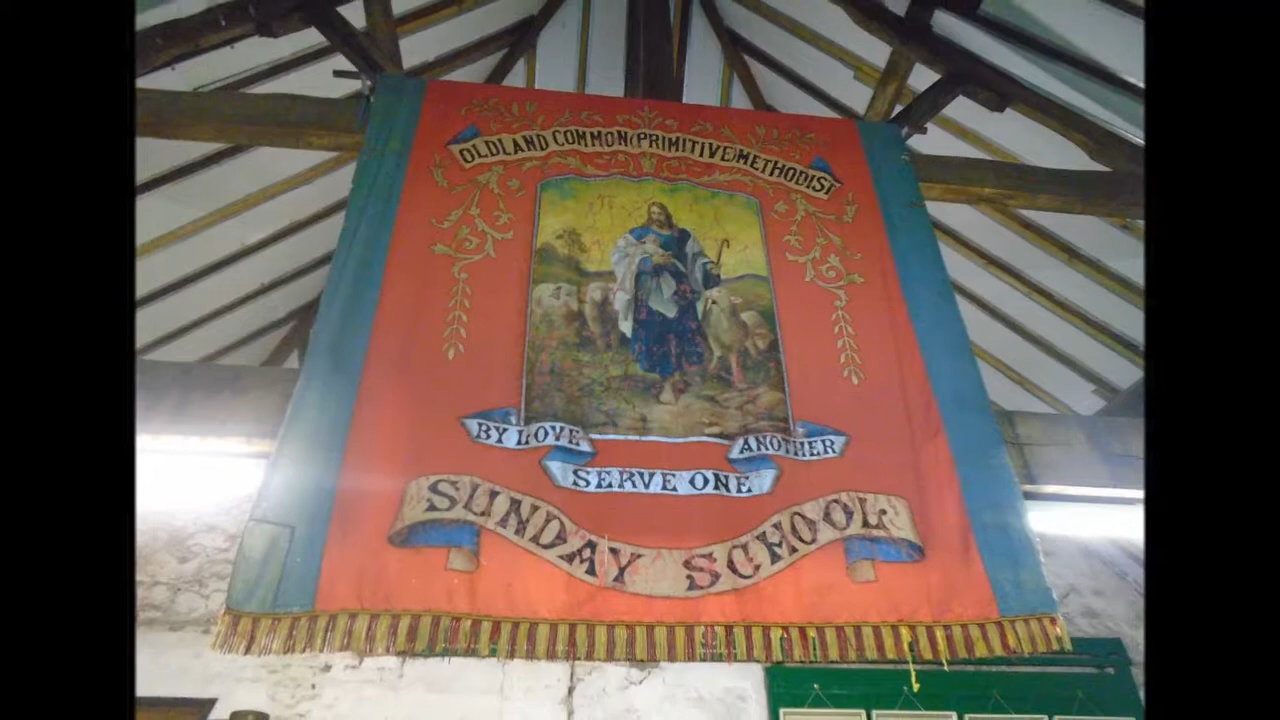 OLDLAND COMMON (PRIMITIVE) METHODIST
BY LOVE
SERVE ONE
ANOTHER
SUNDAY SCHOOL